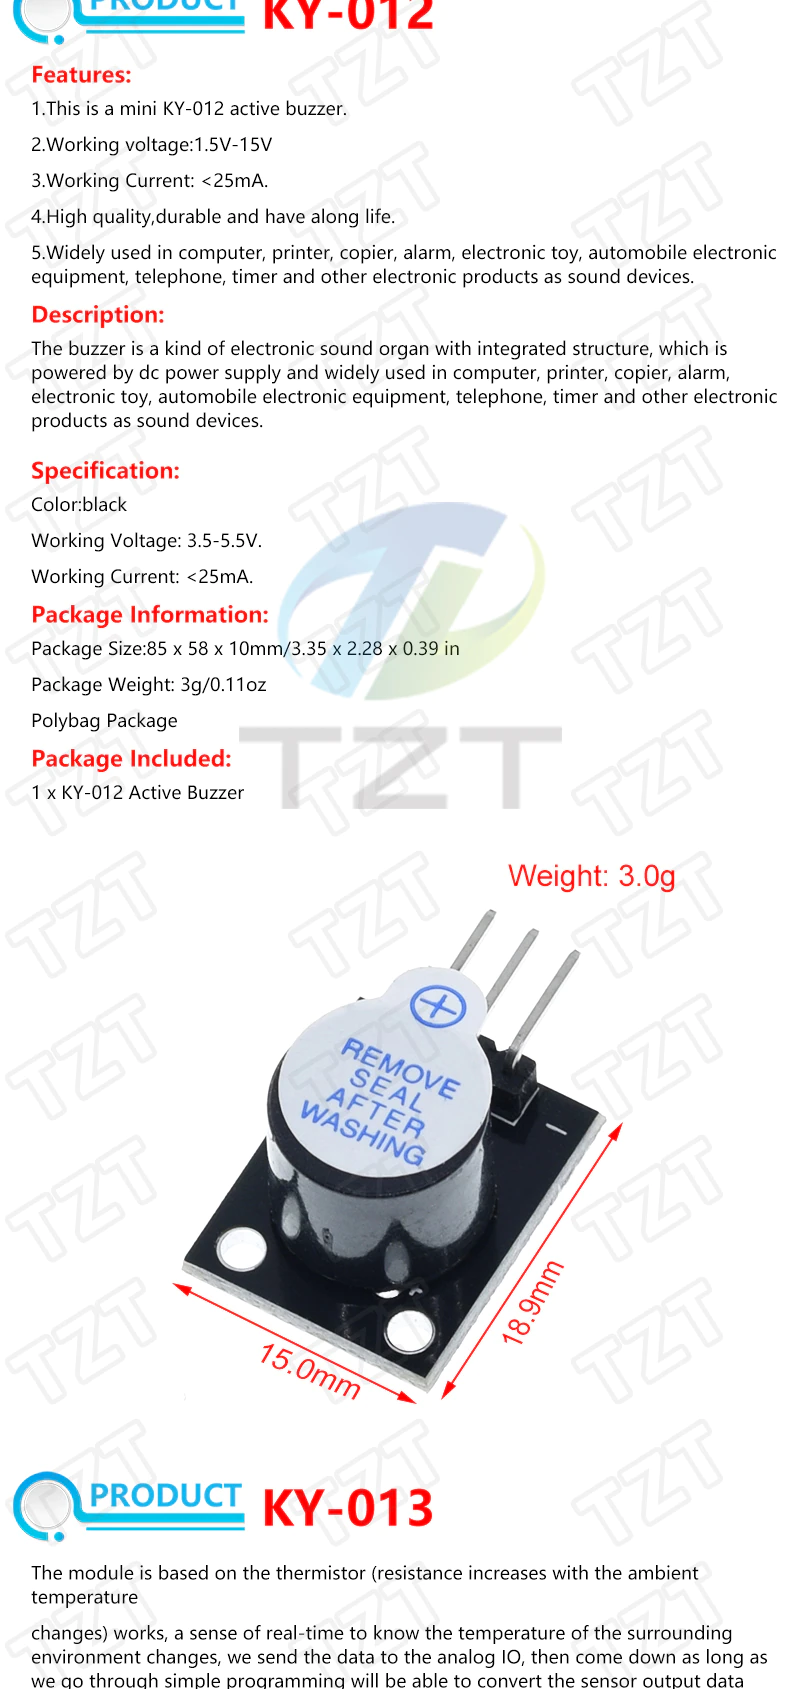 PRODUCT KY-012
Features:
1.This is a mini KY-012 active buzzer.
2.Working voltage:1.5V-15V
3.Working Current: <25mA.
4.High quality,durable and have along life.
5.Widely used in computer, printer, copier, alarm, electronic toy, automobile electronic
equipment, telephone, timer and other electronic products as sound devices.
Description:
The buzzer is a kind of electronic sound organ with integrated structure, which is
powered by dc power supply and widely used in computer, printer, copier, alarm,
electronic toy, automobile electronic equipment, telephone, timer and other electronic
products as sound devices.
Specification:
Color:black
Working Voltage: 3.5-5.5V.
Working Current: <25mA.
Package Information:
Package Size:85 x 58 x 10mm/3.35 x 2.28 x 0.39 in
Package Weight: 3g/0.11oz
Polybag Package
Package Included:
1 x KY-012 Active Buzzer
TZT
Weight: 3.0g
REMOVE
SEAL
AFTER
WASHING
15.0mm
18.9mm
PRODUCT KY-013
The module is based on the thermistor (resistance increases with the ambient
temperature
changes) works, a sense of real-time to know the temperature of the surrounding
environment changes, we send the data to the analog IO, then come down as long as
we go through simple programming will be able to convert the sensor output data